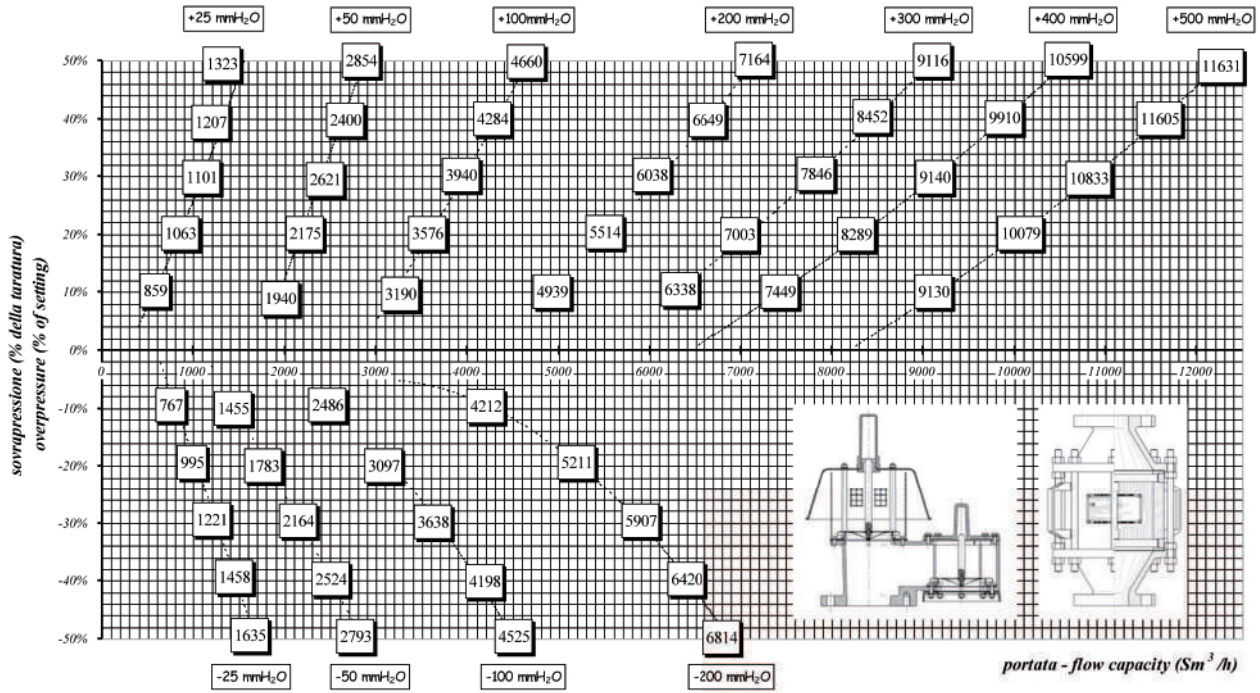 +25 mmH₂O +50 mmH₂O +100mmH₂O +200 mmH₂O +300 mmH₂O +400 mmH₂O +500 mmH₂O
50% 1323 2854 4660 7164 9116 10599 11631
40% 1207 2400 4284 6649 8452 9910 11605
30% 1101 2621 3940 6038 7846 9140 10833
20% 1063 2175 3576 5514 7003 8289 10079
10% 859 1940 3190 4939 6338 7449 9130
0%
0 1000 2000 3000 4000 5000 6000 7000 8000 9000 10000 11000 12000
-10% 767 1455 2486 4212
-20% 995 1783 3097 5211
-30% 1221 2164 3638 5907
-40% 1458 2524 4198 6420
-50% 1635 2793 4525 6814
-25 mmH₂O -50 mmH₂O -100 mmH₂O -200 mmH₂O
sovrapressione (% della taratura)
overpressure (% of setting)
portata - flow capacity (Sm³/h)